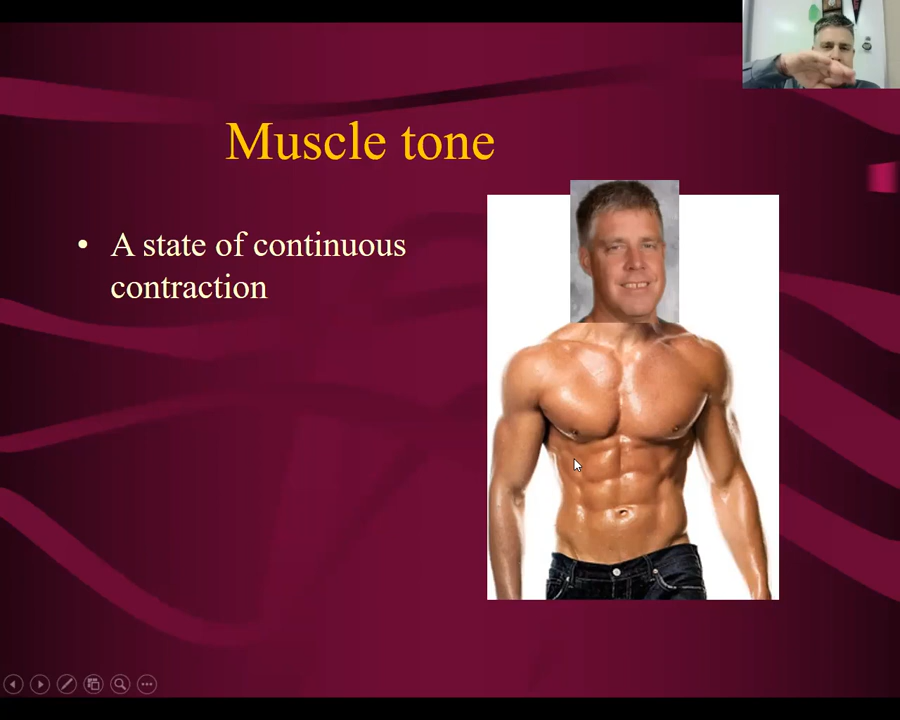 Muscle tone
• A state of continuous
contraction